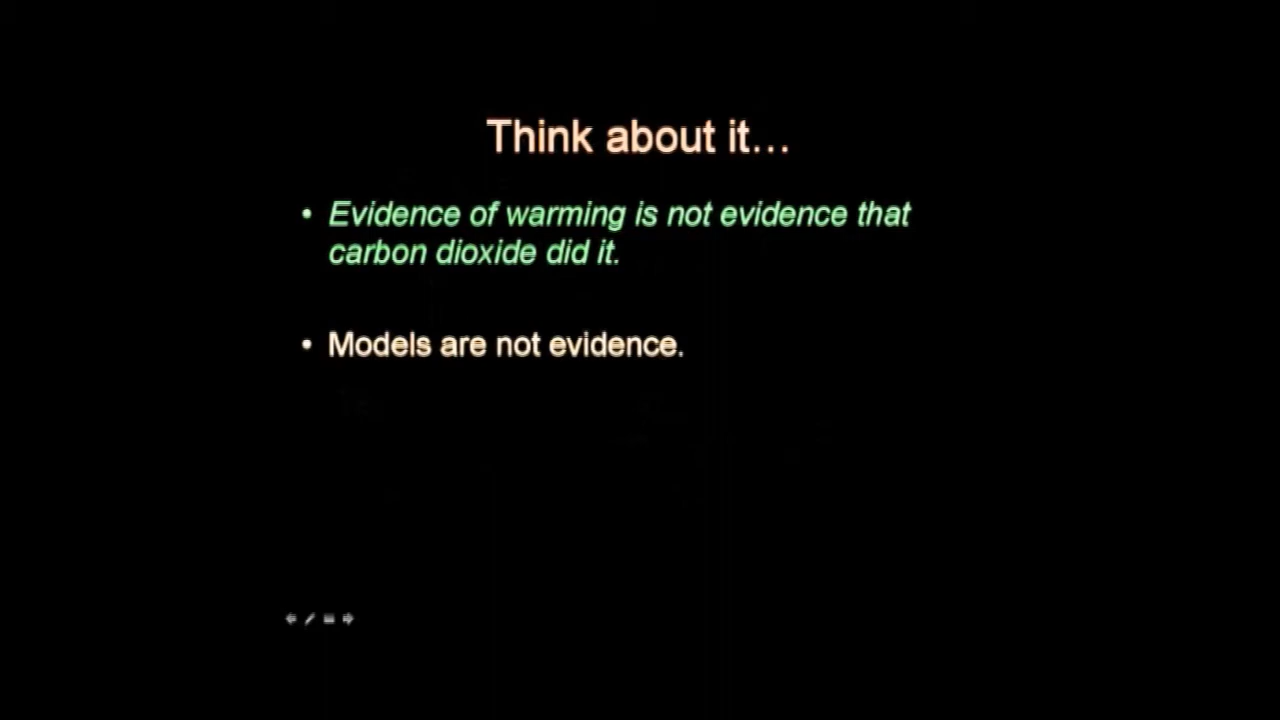 Think about it...
• Evidence of warming is not evidence that
carbon dioxide did it.
• Models are not evidence.